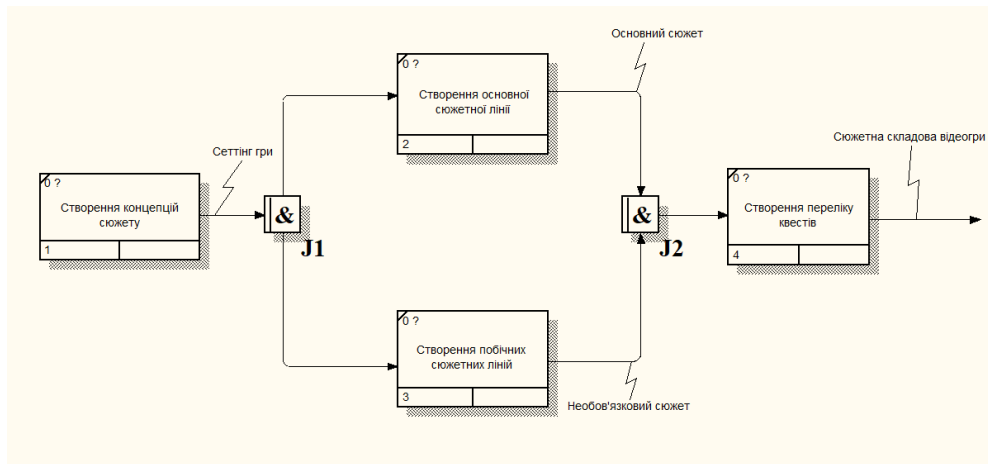 Основний сюжет
0 ?
Створення основної
сюжетної лінії
2
Сеттінг гри
0 ?
Створення концепцій
сюжету
1
&
J1
&
J2
Сюжетна складова відеогри
0 ?
Створення переліку
квестів
4
0 ?
Створення побічних
сюжетних ліній
3
Необов'язковий сюжет